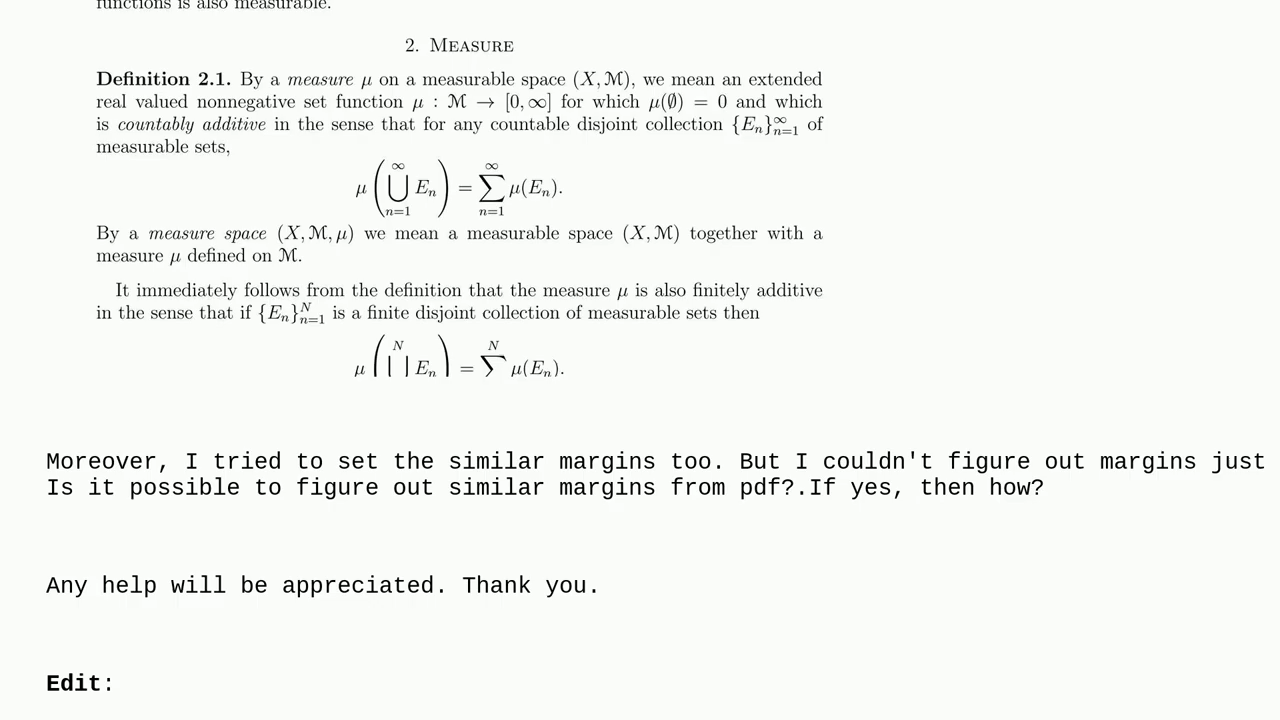 functions is also measurable.
2. Measure
Definition 2.1. By a measure μ on a measurable space (X, ℳ), we mean an extended
real valued nonnegative set function μ : ℳ → [0, ∞] for which μ(∅) = 0 and which
is countably additive in the sense that for any countable disjoint collection {E_n}_{n=1}^∞ of
measurable sets,
μ (⋃_{n=1}^∞ E_n) = ∑_{n=1}^∞ μ(E_n).
By a measure space (X, ℳ, μ) we mean a measurable space (X, ℳ) together with a
measure μ defined on ℳ.
It immediately follows from the definition that the measure μ is also finitely additive
in the sense that if {E_n}_{n=1}^N is a finite disjoint collection of measurable sets then
μ (⋃^N E_n) = ∑^N μ(E_n).
Moreover, I tried to set the similar margins too. But I couldn't figure out margins just
Is it possible to figure out similar margins from pdf?.If yes, then how?
Any help will be appreciated. Thank you.
Edit: